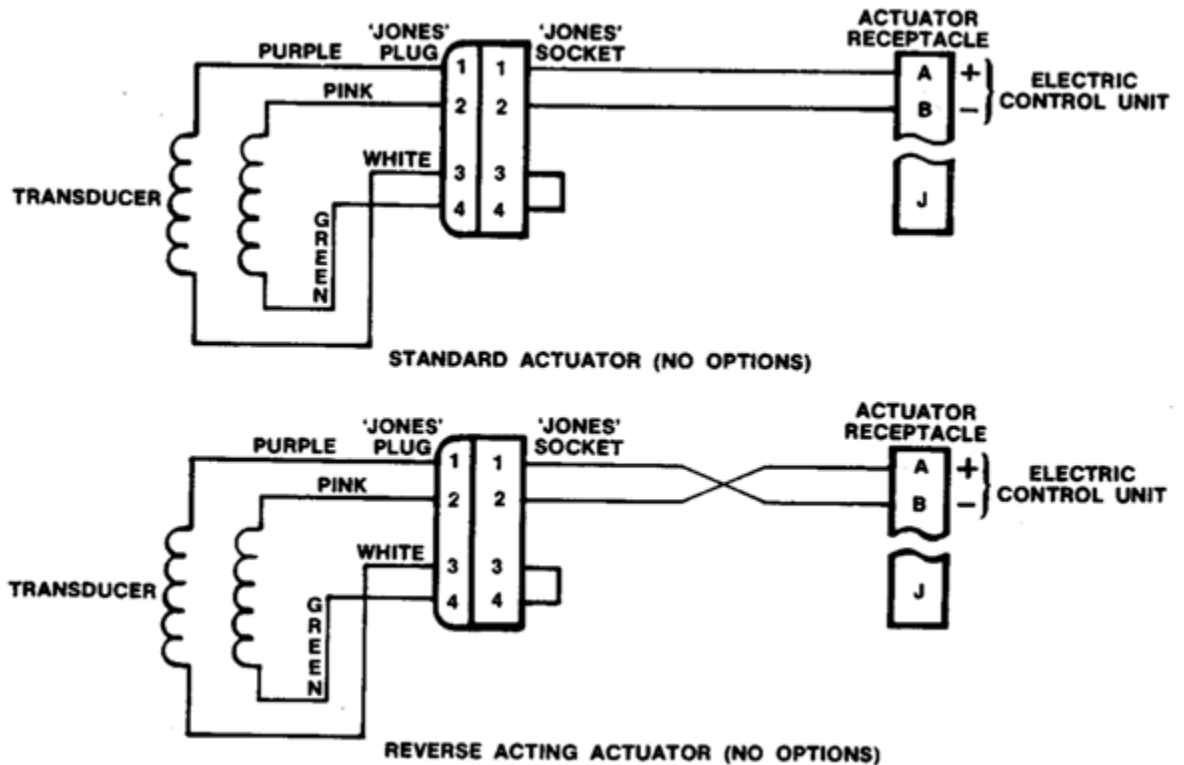 'JONES'
PLUG
'JONES'
SOCKET
ACTUATOR
RECEPTACLE
PURPLE
1
1
A
+
ELECTRIC
CONTROL UNIT
PINK
2
2
B
−
WHITE
3
3
TRANSDUCER
4
4
J
GREEN
STANDARD ACTUATOR (NO OPTIONS)
'JONES'
PLUG
'JONES'
SOCKET
ACTUATOR
RECEPTACLE
PURPLE
1
1
A
+
ELECTRIC
CONTROL UNIT
PINK
2
2
B
−
WHITE
3
3
TRANSDUCER
4
4
J
GREEN
REVERSE ACTING ACTUATOR (NO OPTIONS)